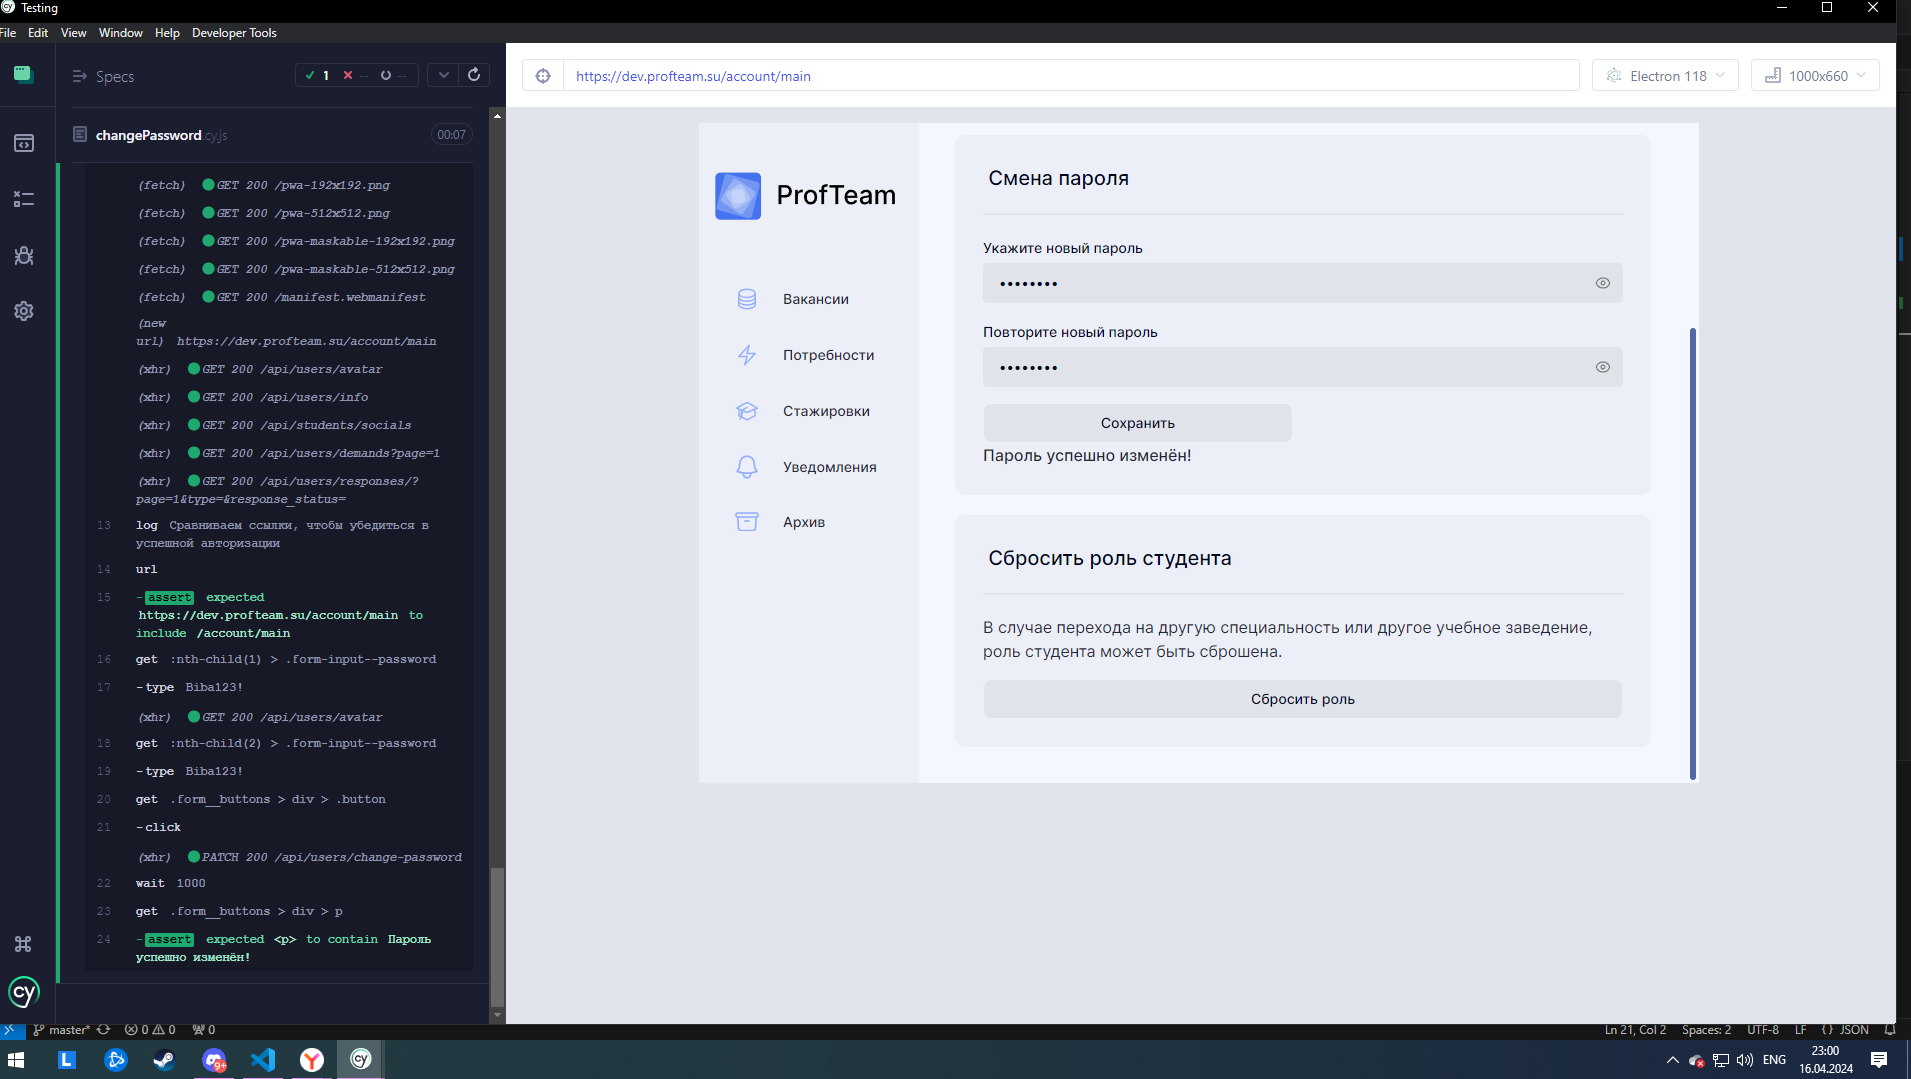 Testing
File Edit View Window Help Developer Tools
Specs
1 -- --
changePassword.cy.js
00:07
(fetch) GET 200 /pwa-192x192.png
(fetch) GET 200 /pwa-512x512.png
(fetch) GET 200 /pwa-maskable-192x192.png
(fetch) GET 200 /pwa-maskable-512x512.png
(fetch) GET 200 /manifest.webmanifest
(new
url) https://dev.profteam.su/account/main
(xhr) GET 200 /api/users/avatar
(xhr) GET 200 /api/users/info
(xhr) GET 200 /api/students/socials
(xhr) GET 200 /api/users/demands?page=1
(xhr) GET 200 /api/users/responses/?
page=1&type=&response_status=
13 log Сравниваем ссылки, чтобы убедиться в
успешной авторизации
14 url
15 -assert expected
https://dev.profteam.su/account/main to
include /account/main
16 get :nth-child(1) > .form-input--password
17 -type Biba123!
(xhr) GET 200 /api/users/avatar
18 get :nth-child(2) > .form-input--password
19 -type Biba123!
20 get .form__buttons > div > .button
21 -click
(xhr) PATCH 200 /api/users/change-password
22 wait 1000
23 get .form__buttons > div > p
24 -assert expected <p> to contain Пароль
успешно изменён!
cy
https://dev.profteam.su/account/main
Electron 118
1000x660
ProfTeam
Вакансии
Потребности
Стажировки
Уведомления
Архив
Смена пароля
Укажите новый пароль
••••••••
Повторите новый пароль
••••••••
Сохранить
Пароль успешно изменён!
Сбросить роль студента
В случае перехода на другую специальность или другое учебное заведение,
роль студента может быть сброшена.
Сбросить роль
master* 0 0 0
Ln 21, Col 2 Spaces: 2 UTF-8 LF {} JSON
L
9+
Y
cy
ENG
23:00
16.04.2024